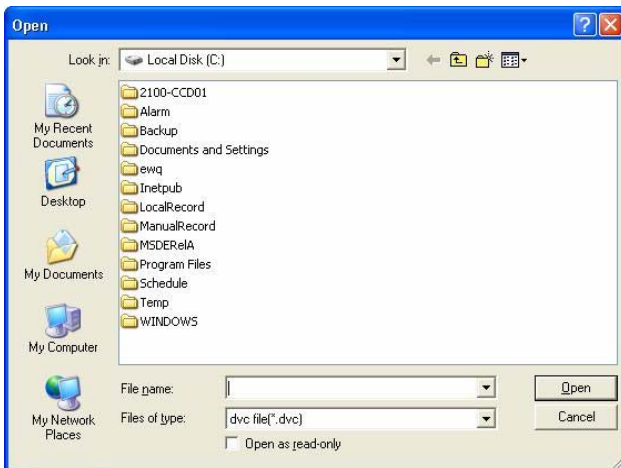 Open
Look in:
Local Disk (C:)
My Recent
Documents
Desktop
My Documents
My Computer
My Network
Places
2100-CCD01
Alarm
Backup
Documents and Settings
ewq
Inetpub
LocalRecord
ManualRecord
MSDERelA
Program Files
Schedule
Temp
WINDOWS
File name:
Open
Files of type:
dvc file(*.dvc)
Cancel
Open as read-only